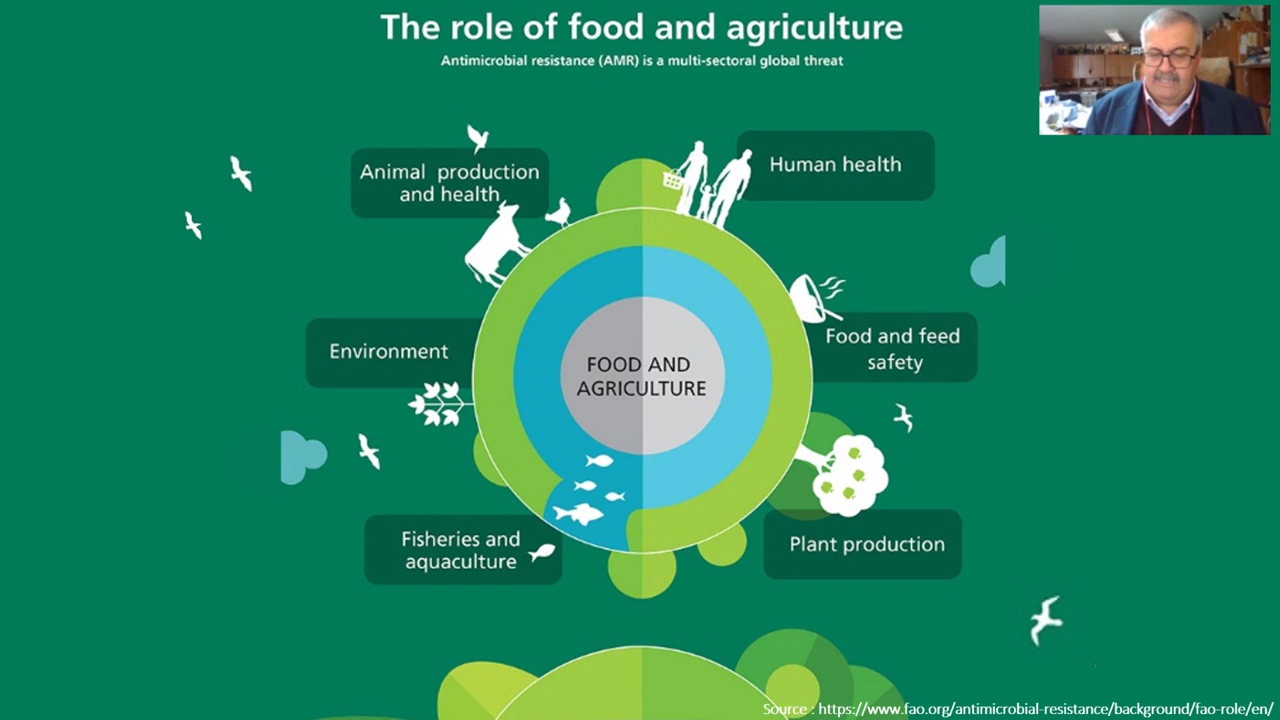 The role of food and agriculture
Antimicrobial resistance (AMR) is a multi-sectoral global threat
Animal production
and health
Human health
Environment
Food and feed
safety
FOOD AND
AGRICULTURE
Fisheries and
aquaculture
Plant production
Source : https://www.fao.org/antimicrobial-resistance/background/fao-role/en/